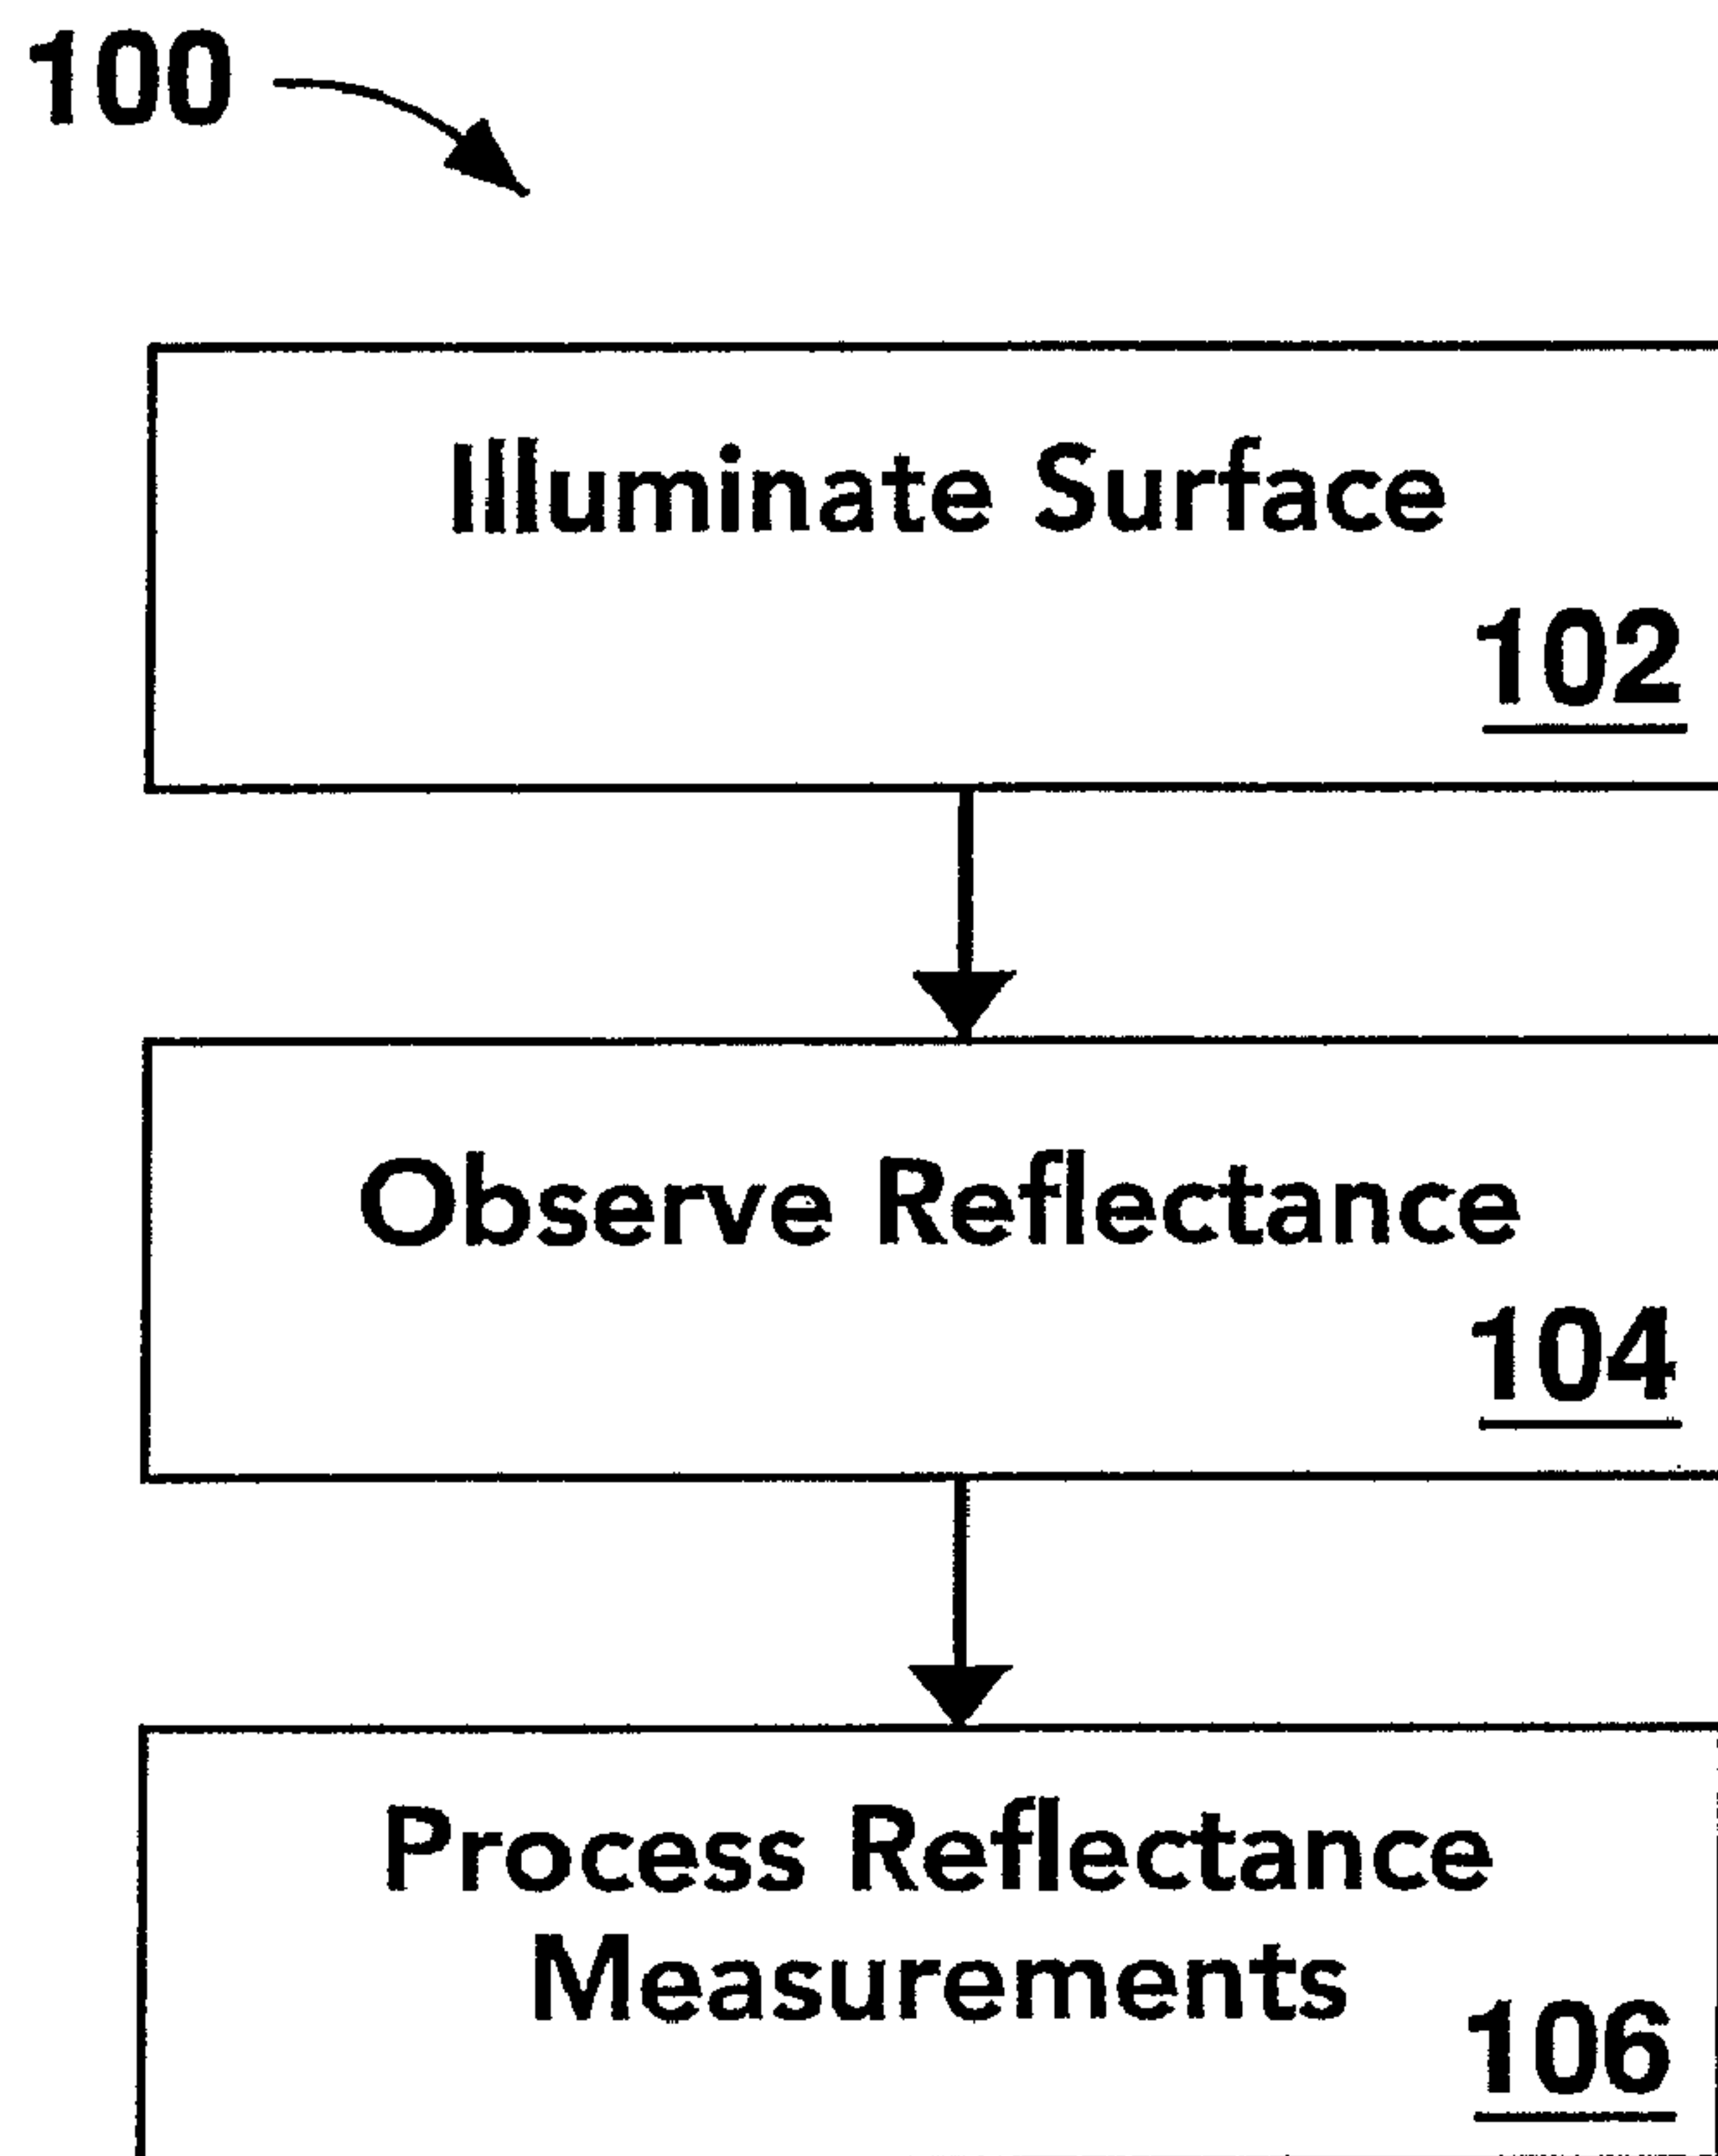 100
Illuminate Surface
102
Observe Reflectance
104
Process Reflectance
Measurements
106